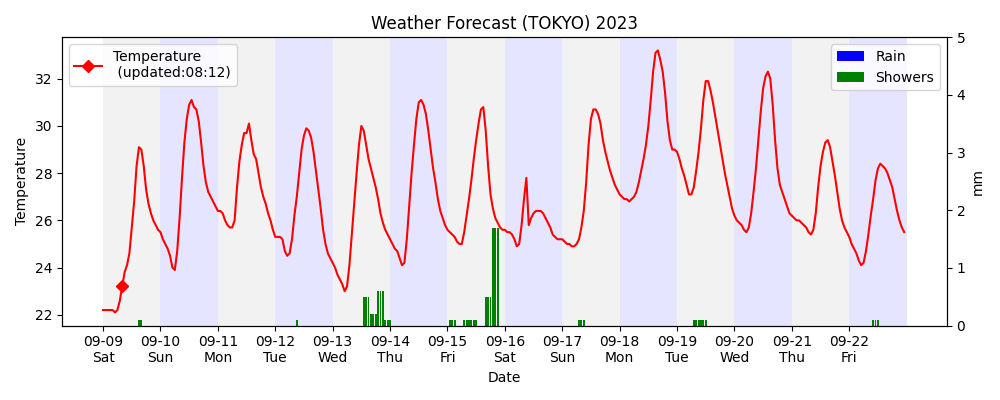 Weather Forecast (TOKYO) 2023
Temperature
(updated:08:12)
Rain
Showers
Temperature
32
30
28
26
24
22
5
4
3
2
1
0
mm
09-09 09-10 09-11 09-12 09-13 09-14 09-15 09-16 09-17 09-18 09-19 09-20 09-21 09-22
Sat Sun Mon Tue Wed Thu Fri Sat Sun Mon Tue Wed Thu Fri
Date